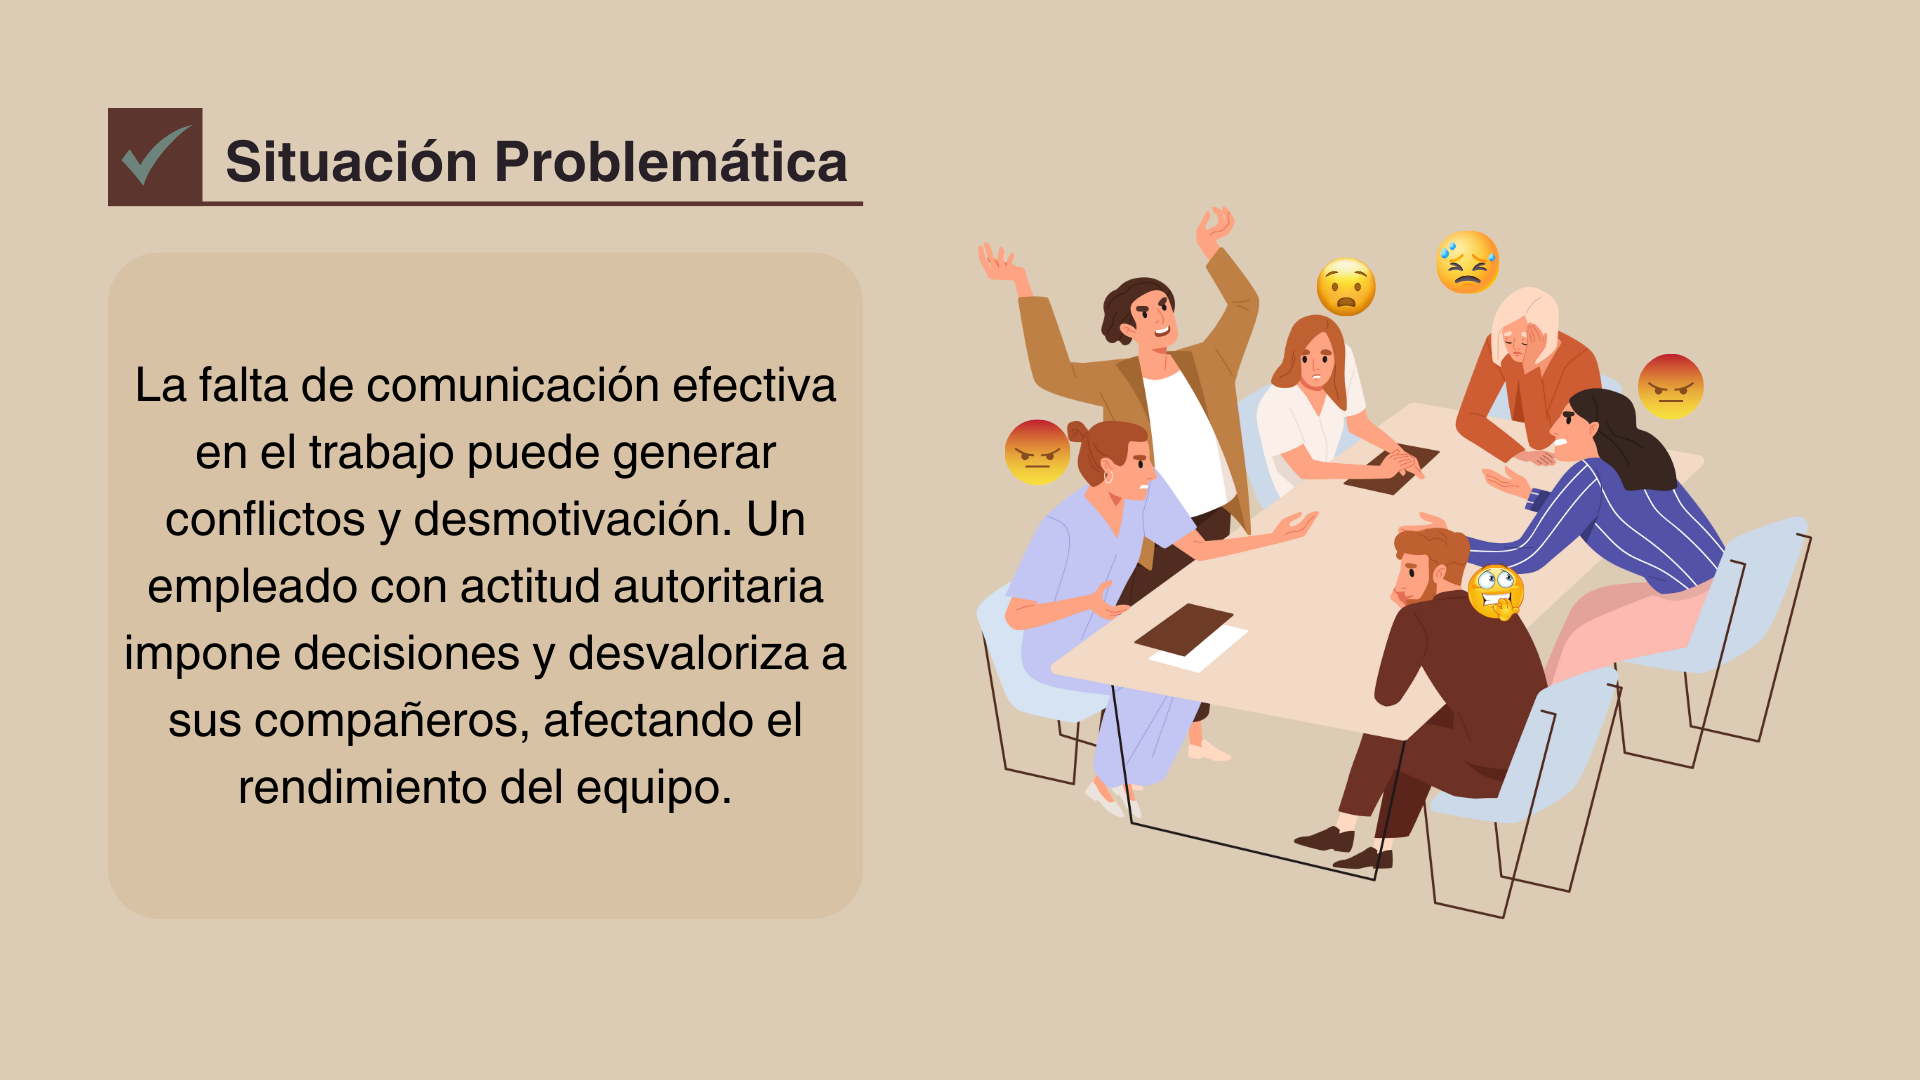 Situación Problemática
La falta de comunicación efectiva
en el trabajo puede generar
conflictos y desmotivación. Un
empleado con actitud autoritaria
impone decisiones y desvaloriza a
sus compañeros, afectando el
rendimiento del equipo.